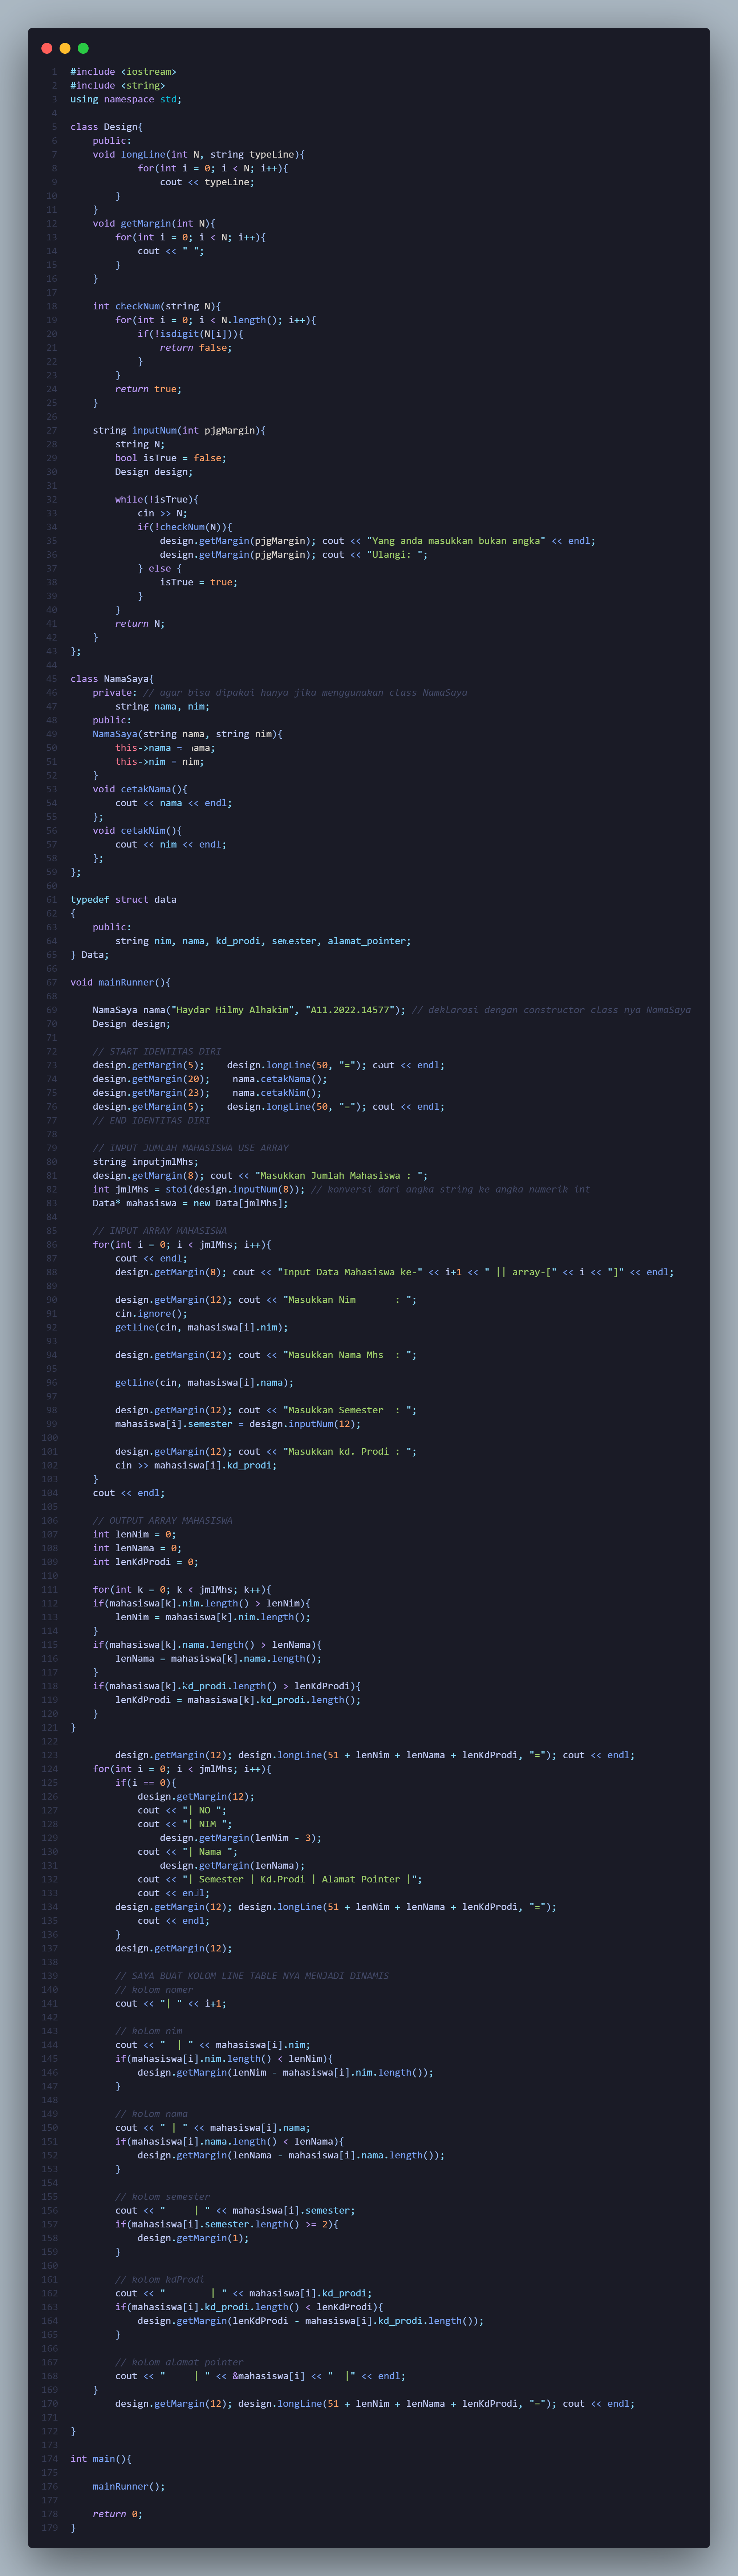 1 #include <iostream>
2 #include <string>
3 using namespace std;
4
5 class Design{
6     public:
7     void longLine(int N, string typeLine){
8             for(int i = 0; i < N; i++){
9                 cout << typeLine;
10         }
11     }
12     void getMargin(int N){
13         for(int i = 0; i < N; i++){
14             cout << " ";
15         }
16     }
17
18     int checkNum(string N){
19         for(int i = 0; i < N.length(); i++){
20             if(!isdigit(N[i])){
21                 return false;
22             }
23         }
24         return true;
25     }
26
27     string inputNum(int pjgMargin){
28         string N;
29         bool isTrue = false;
30         Design design;
31
32         while(!isTrue){
33             cin >> N;
34             if(!checkNum(N)){
35                 design.getMargin(pjgMargin); cout << "Yang anda masukkan bukan angka" << endl;
36                 design.getMargin(pjgMargin); cout << "Ulangi: ";
37             } else {
38                 isTrue = true;
39             }
40         }
41         return N;
42     }
43 };
44
45 class NamaSaya{
46     private: // agar bisa dipakai hanya jika menggunakan class NamaSaya
47         string nama, nim;
48     public:
49     NamaSaya(string nama, string nim){
50         this->nama = nama;
51         this->nim = nim;
52     }
53     void cetakNama(){
54         cout << nama << endl;
55     };
56     void cetakNim(){
57         cout << nim << endl;
58     };
59 };
60
61 typedef struct data
62 {
63     public:
64         string nim, nama, kd_prodi, semester, alamat_pointer;
65 } Data;
66
67 void mainRunner(){
68
69     NamaSaya nama("Haydar Hilmy Alhakim", "A11.2022.14577"); // deklarasi dengan constructor class nya NamaSaya
70     Design design;
71
72     // START IDENTITAS DIRI
73     design.getMargin(5);    design.longLine(50, "="); cout << endl;
74     design.getMargin(20);    nama.cetakNama();
75     design.getMargin(23);    nama.cetakNim();
76     design.getMargin(5);    design.longLine(50, "="); cout << endl;
77     // END IDENTITAS DIRI
78
79     // INPUT JUMLAH MAHASISWA USE ARRAY
80     string inputjmlMhs;
81     design.getMargin(8); cout << "Masukkan Jumlah Mahasiswa : ";
82     int jmlMhs = stoi(design.inputNum(8)); // konversi dari angka string ke angka numerik int
83     Data* mahasiswa = new Data[jmlMhs];
84
85     // INPUT ARRAY MAHASISWA
86     for(int i = 0; i < jmlMhs; i++){
87         cout << endl;
88         design.getMargin(8); cout << "Input Data Mahasiswa ke-" << i+1 << " || array-[" << i << "]" << endl;
89
90         design.getMargin(12); cout << "Masukkan Nim       : ";
91         cin.ignore();
92         getline(cin, mahasiswa[i].nim);
93
94         design.getMargin(12); cout << "Masukkan Nama Mhs  : ";
95
96         getline(cin, mahasiswa[i].nama);
97
98         design.getMargin(12); cout << "Masukkan Semester  : ";
99         mahasiswa[i].semester = design.inputNum(12);
100
101         design.getMargin(12); cout << "Masukkan kd. Prodi : ";
102         cin >> mahasiswa[i].kd_prodi;
103     }
104     cout << endl;
105
106     // OUTPUT ARRAY MAHASISWA
107     int lenNim = 0;
108     int lenNama = 0;
109     int lenKdProdi = 0;
110
111     for(int k = 0; k < jmlMhs; k++){
112     if(mahasiswa[k].nim.length() > lenNim){
113         lenNim = mahasiswa[k].nim.length();
114     }
115     if(mahasiswa[k].nama.length() > lenNama){
116         lenNama = mahasiswa[k].nama.length();
117     }
118     if(mahasiswa[k].kd_prodi.length() > lenKdProdi){
119         lenKdProdi = mahasiswa[k].kd_prodi.length();
120     }
121 }
122
123         design.getMargin(12); design.longLine(51 + lenNim + lenNama + lenKdProdi, "="); cout << endl;
124     for(int i = 0; i < jmlMhs; i++){
125         if(i == 0){
126             design.getMargin(12);
127             cout << "| NO ";
128             cout << "| NIM ";
129                 design.getMargin(lenNim - 3);
130             cout << "| Nama ";
131                 design.getMargin(lenNama);
132             cout << "| Semester | Kd.Prodi | Alamat Pointer |";
133             cout << endl;
134         design.getMargin(12); design.longLine(51 + lenNim + lenNama + lenKdProdi, "=");
135             cout << endl;
136         }
137         design.getMargin(12);
138
139         // SAYA BUAT KOLOM LINE TABLE NYA MENJADI DINAMIS
140         // kolom nomer
141         cout << "| " << i+1;
142
143         // kolom nim
144         cout << "  | " << mahasiswa[i].nim;
145         if(mahasiswa[i].nim.length() < lenNim){
146             design.getMargin(lenNim - mahasiswa[i].nim.length());
147         }
148
149         // kolom nama
150         cout << " | " << mahasiswa[i].nama;
151         if(mahasiswa[i].nama.length() < lenNama){
152             design.getMargin(lenNama - mahasiswa[i].nama.length());
153         }
154
155         // kolom semester
156         cout << "     | " << mahasiswa[i].semester;
157         if(mahasiswa[i].semester.length() >= 2){
158             design.getMargin(1);
159         }
160
161         // kolom kdProdi
162         cout << "        | " << mahasiswa[i].kd_prodi;
163         if(mahasiswa[i].kd_prodi.length() < lenKdProdi){
164             design.getMargin(lenKdProdi - mahasiswa[i].kd_prodi.length());
165         }
166
167         // kolom alamat pointer
168         cout << "     | " << &mahasiswa[i] << "  |" << endl;
169     }
170         design.getMargin(12); design.longLine(51 + lenNim + lenNama + lenKdProdi, "="); cout << endl;
171
172 }
173
174 int main(){
175
176     mainRunner();
177
178     return 0;
179 }